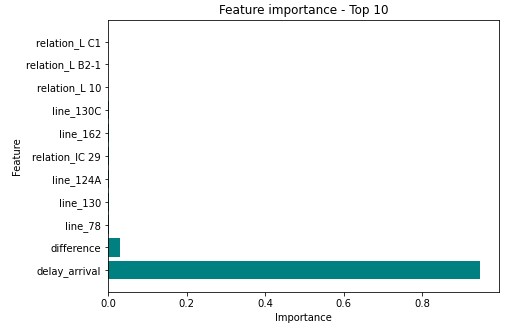 Feature importance - Top 10
relation_L C1
relation_L B2-1
relation_L 10
line_130C
line_162
relation_IC 29
line_124A
line_130
line_78
difference
delay_arrival
Feature
0.0 0.2 0.4 0.6 0.8
Importance